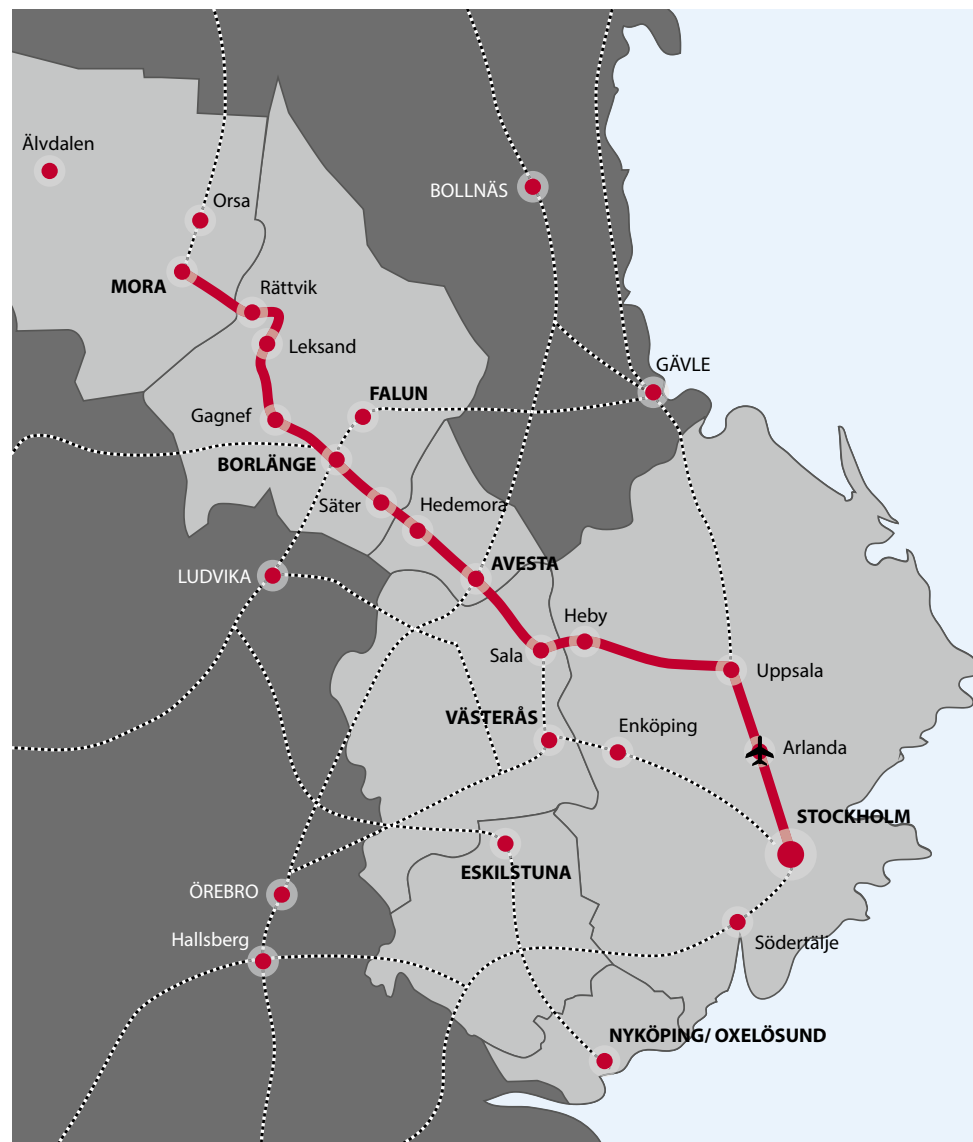 Älvdalen
BOLLNÄS
Orsa
MORA
Rättvik
Leksand
GÄVLE
FALUN
Gagnef
BORLÄNGE
Säter
Hedemora
AVESTA
LUDVIKA
Heby
Sala
Uppsala
VÄSTERÅS
Enköping
Arlanda
STOCKHOLM
ESKILSTUNA
ÖREBRO
Hallsberg
Södertälje
NYKÖPING/ OXELÖSUND